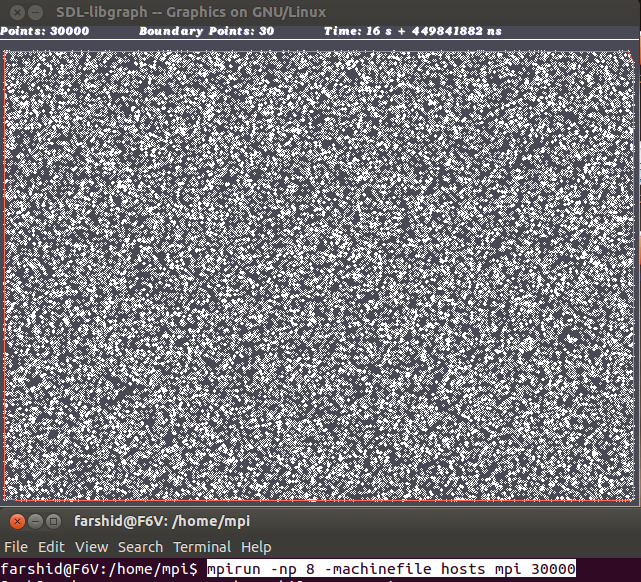 SDL-libgraph -- Graphics on GNU/Linux
Points: 30000 Boundary Points: 30 Time: 16 s + 449841882 ns
farshid@F6V: /home/mpi
File Edit View Search Terminal Help
farshid@F6V:/home/mpi$ mpirun -np 8 -machinefile hosts mpi 30000